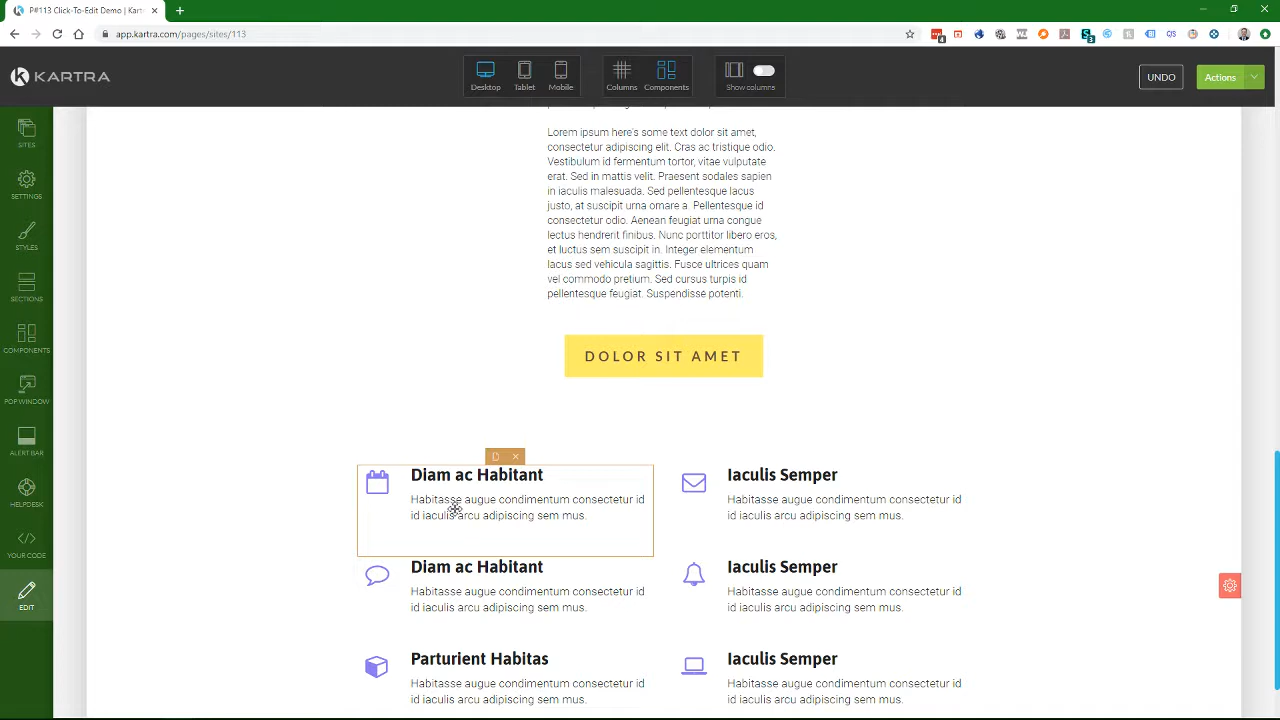 P#113 Click-To-Edit Demo | Kart
app.kartra.com/pages/sites/113
KARTRA
Desktop
Tablet
Mobile
Columns
Components
Show columns
UNDO
Actions
SITES
SETTINGS
STYLES
SECTIONS
COMPONENTS
POP WINDOW
ALERT BAR
HELPDESK
YOUR CODE
EDIT
Lorem ipsum here's some text dolor sit amet,
consectetur adipiscing elit. Cras ac tristique odio.
Vestibulum id fermentum tortor, vitae vulputate
erat. Sed in mattis velit. Praesent sodales sapien
in iaculis malesuada. Sed pellentesque lacus
justo, at suscipit urna ornare a. Pellentesque id
consectetur odio. Aenean feugiat urna congue
lectus hendrerit finibus. Nunc porttitor libero eros,
et luctus sem suscipit in. Integer elementum
lacus sed vehicula sagittis. Fusce ultrices quam
vel commodo pretium. Sed cursus turpis id
pellentesque feugiat. Suspendisse potenti.
DOLOR SIT AMET
Diam ac Habitant
Habitasse augue condimentum consectetur id
id iaculis arcu adipiscing sem mus.
Iaculis Semper
Habitasse augue condimentum consectetur id
id iaculis arcu adipiscing sem mus.
Diam ac Habitant
Habitasse augue condimentum consectetur id
id iaculis arcu adipiscing sem mus.
Iaculis Semper
Habitasse augue condimentum consectetur id
id iaculis arcu adipiscing sem mus.
Parturient Habitas
Habitasse augue condimentum consectetur id
id iaculis arcu adipiscing sem mus.
Iaculis Semper
Habitasse augue condimentum consectetur id
id iaculis arcu adipiscing sem mus.